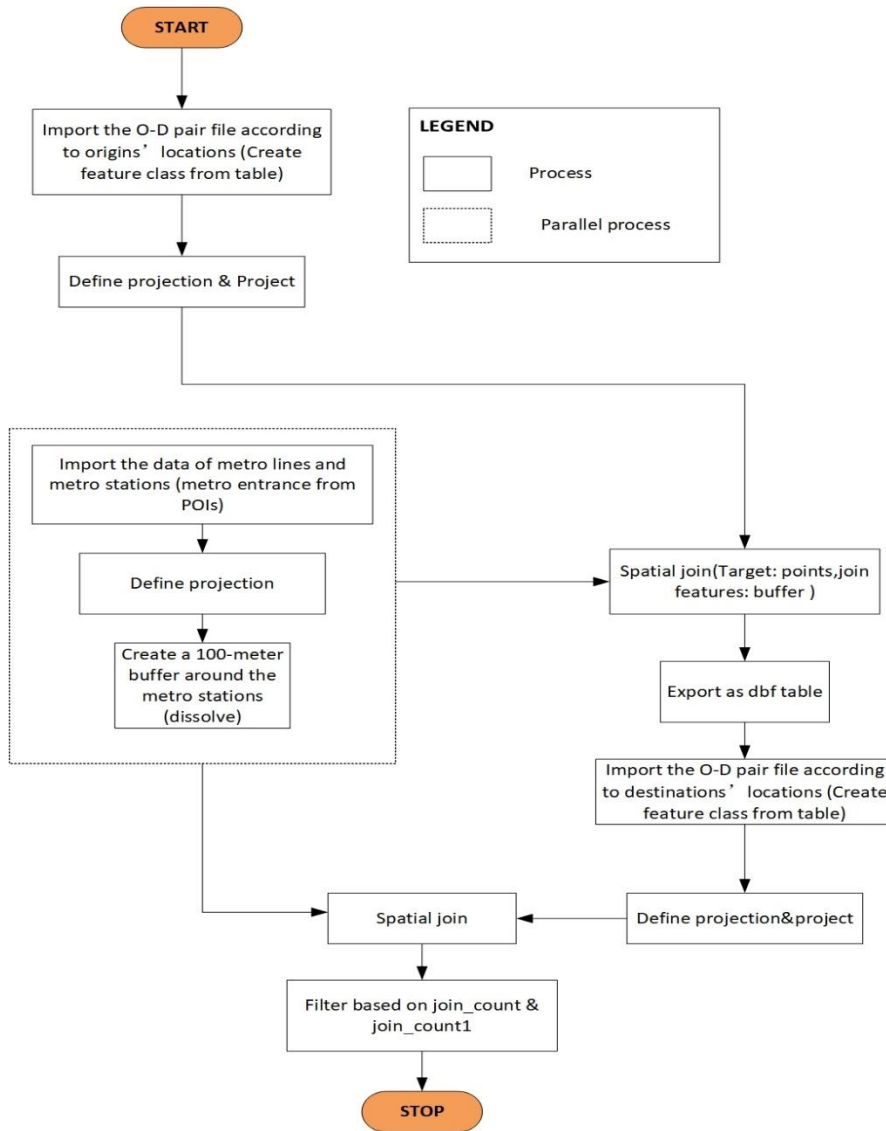 START
Import the O-D pair file according
to origins’ locations (Create
feature class from table)
LEGEND
Process
Parallel process
Define projection & Project
Import the data of metro lines and
metro stations (metro entrance from
POIs)
Define projection
Create a 100-meter
buffer around the
metro stations
(dissolve)
Spatial join(Target: points,join
features: buffer )
Export as dbf table
Import the O-D pair file according
to destinations’ locations (Create
feature class from table)
Define projection&project
Spatial join
Filter based on join_count &
join_count1
STOP